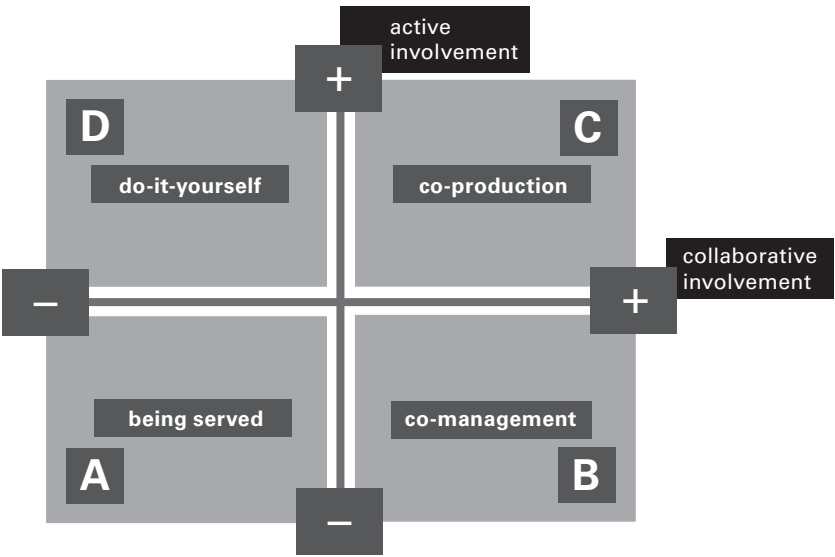 active
involvement
+
D
C
do-it-yourself
co-production
collaborative
involvement
–
+
being served
co-management
A
B
–